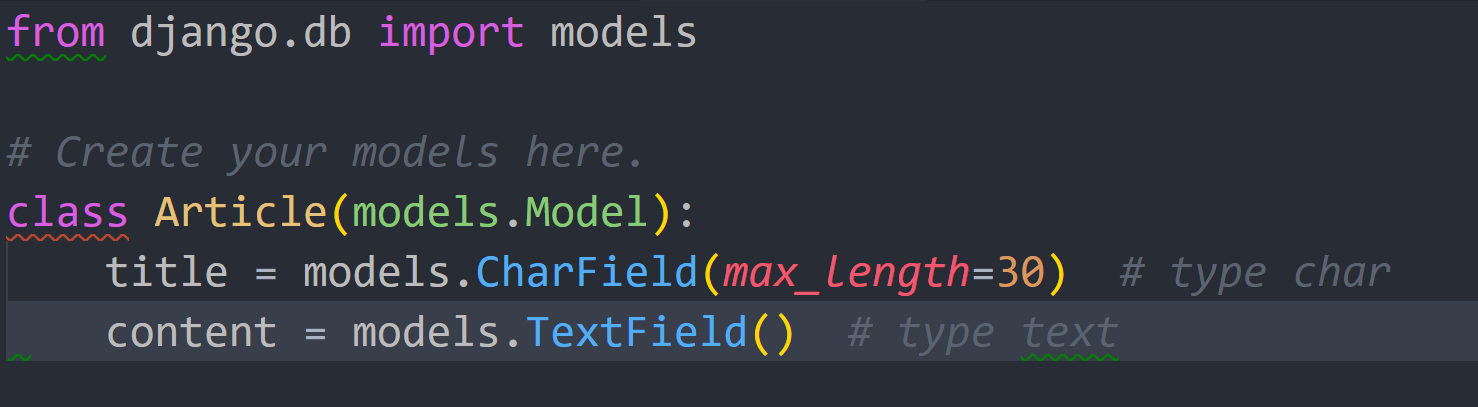 from django.db import models
# Create your models here.
class Article(models.Model):
title = models.CharField(max_length=30)  # type char
content = models.TextField()  # type text